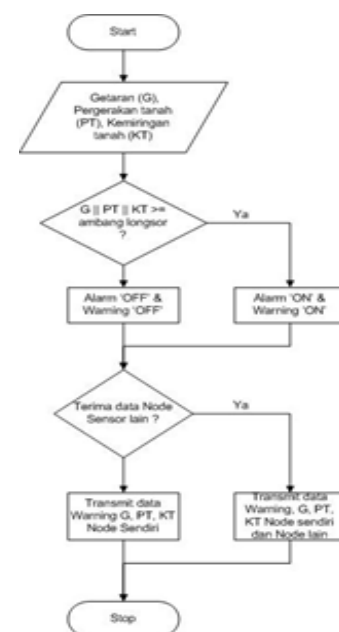 Start
Getaran (G),
Pergerakan tanah
(PT), Kemiringan
tanah (KT)
G || PT || KT >=
ambang longsor
?
Ya
Alarm 'OFF' &
Warning 'OFF'
Alarm 'ON' &
Warning 'ON'
Terima data Node
Sensor lain ?
Ya
Transmit data
Warning G, PT, KT
Node Sendiri
Transmit data
Warning, G, PT,
KT Node sendiri
dan Node lain
Stop